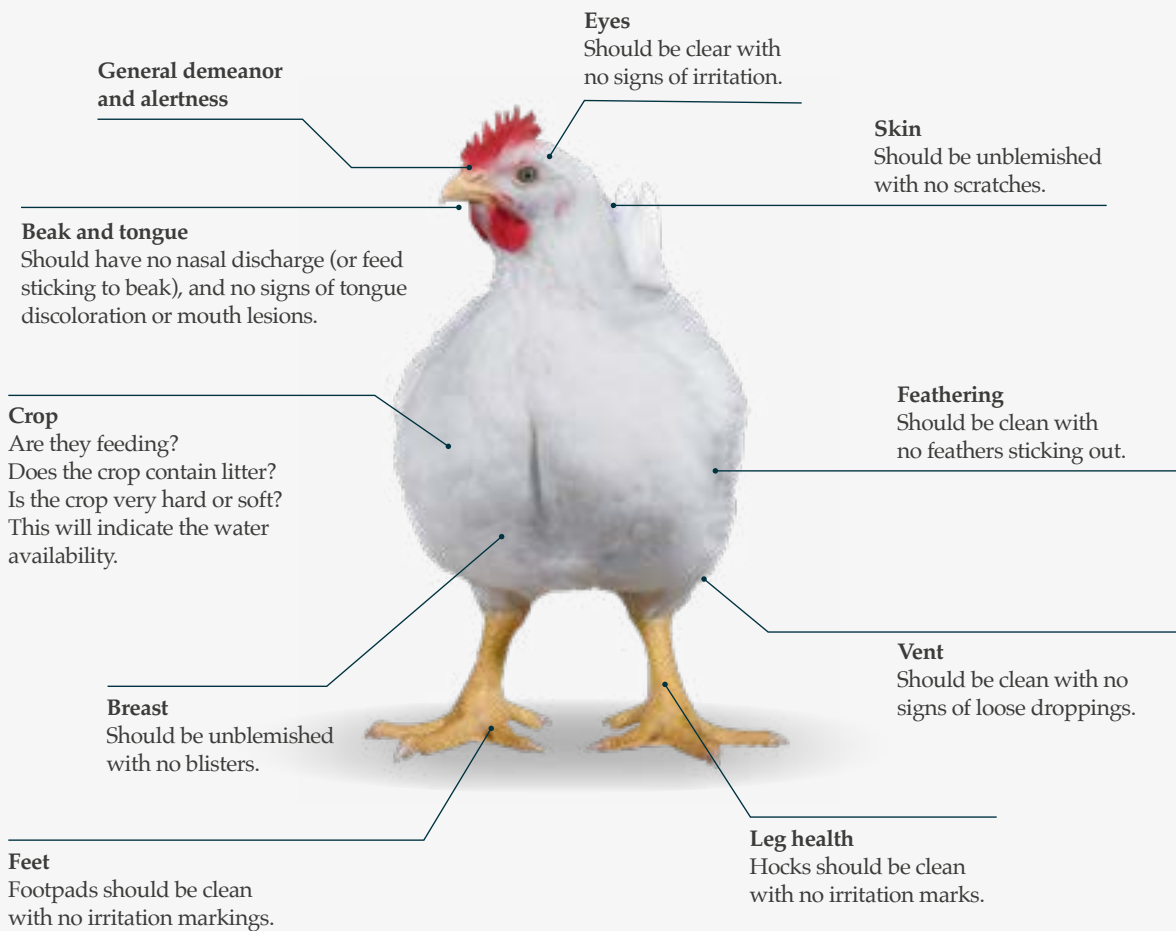 Eyes
Should be clear with
no signs of irritation.
General demeanor
and alertness
Skin
Should be unblemished
with no scratches.
Beak and tongue
Should have no nasal discharge (or feed
sticking to beak), and no signs of tongue
discoloration or mouth lesions.
Crop
Are they feeding?
Does the crop contain litter?
Is the crop very hard or soft?
This will indicate the water
availability.
Feathering
Should be clean with
no feathers sticking out.
Vent
Should be clean with no
signs of loose droppings.
Breast
Should be unblemished
with no blisters.
Leg health
Hocks should be clean
with no irritation marks.
Feet
Footpads should be clean
with no irritation markings.